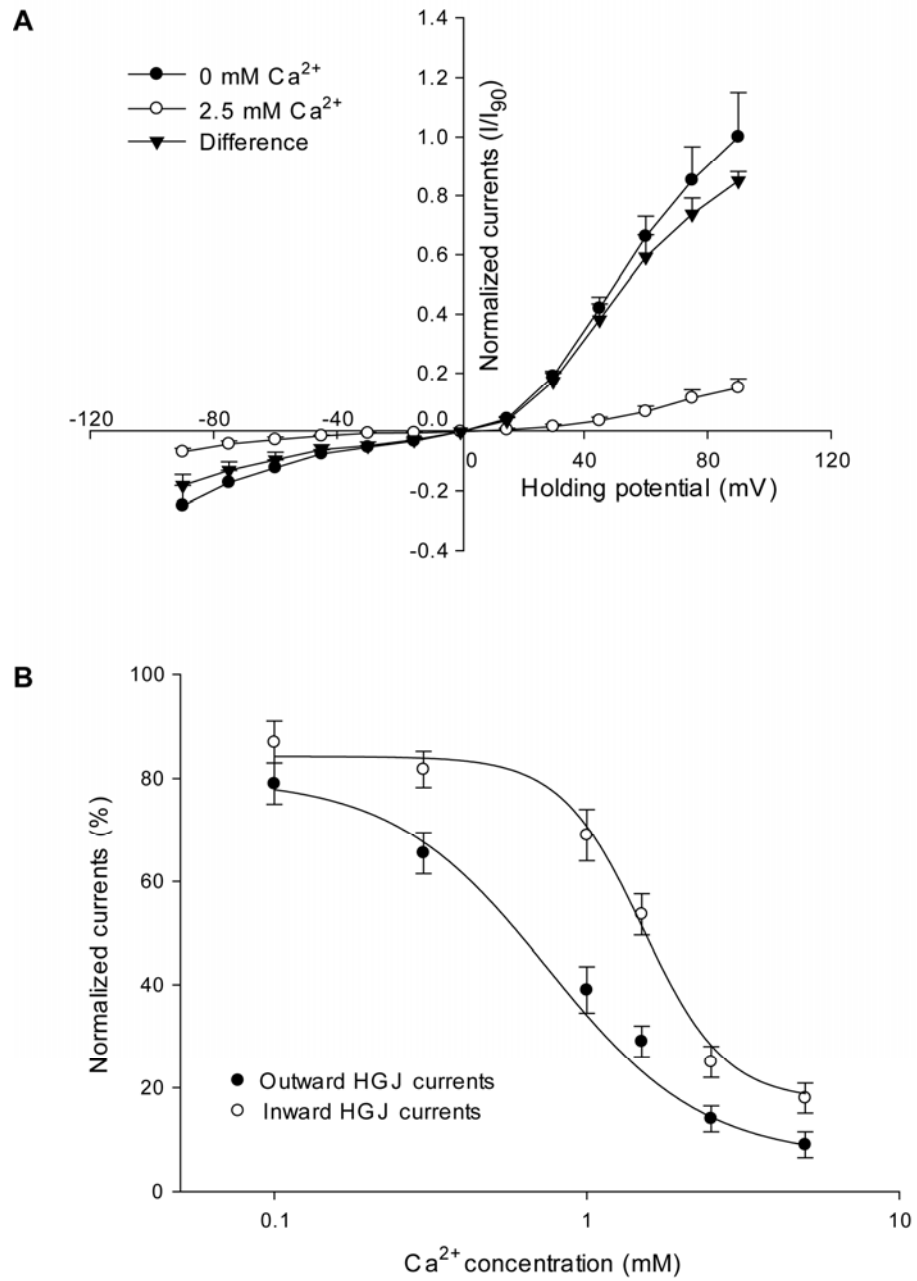 A
0 mM Ca2+
2.5 mM Ca2+
Difference
Normalized currents (I/I90)
1.4
1.2
1.0
0.8
0.6
0.4
0.2
0.0
-0.2
-0.4
-120
-80
-40
0
40
80
120
Holding potential (mV)
B
Normalized currents (%)
100
80
60
40
20
0
Outward HGJ currents
Inward HGJ currents
0.1
1
10
Ca2+ concentration (mM)